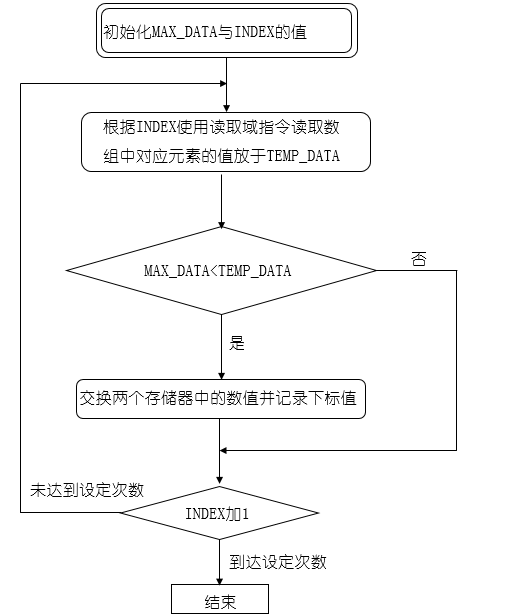 初始化MAX_DATA与INDEX的值
根据INDEX使用读取域指令读取数
组中对应元素的值放于TEMP_DATA
MAX_DATA<TEMP_DATA
否
是
交换两个存储器中的数值并记录下标值
未达到设定次数
INDEX加1
到达设定次数
结束